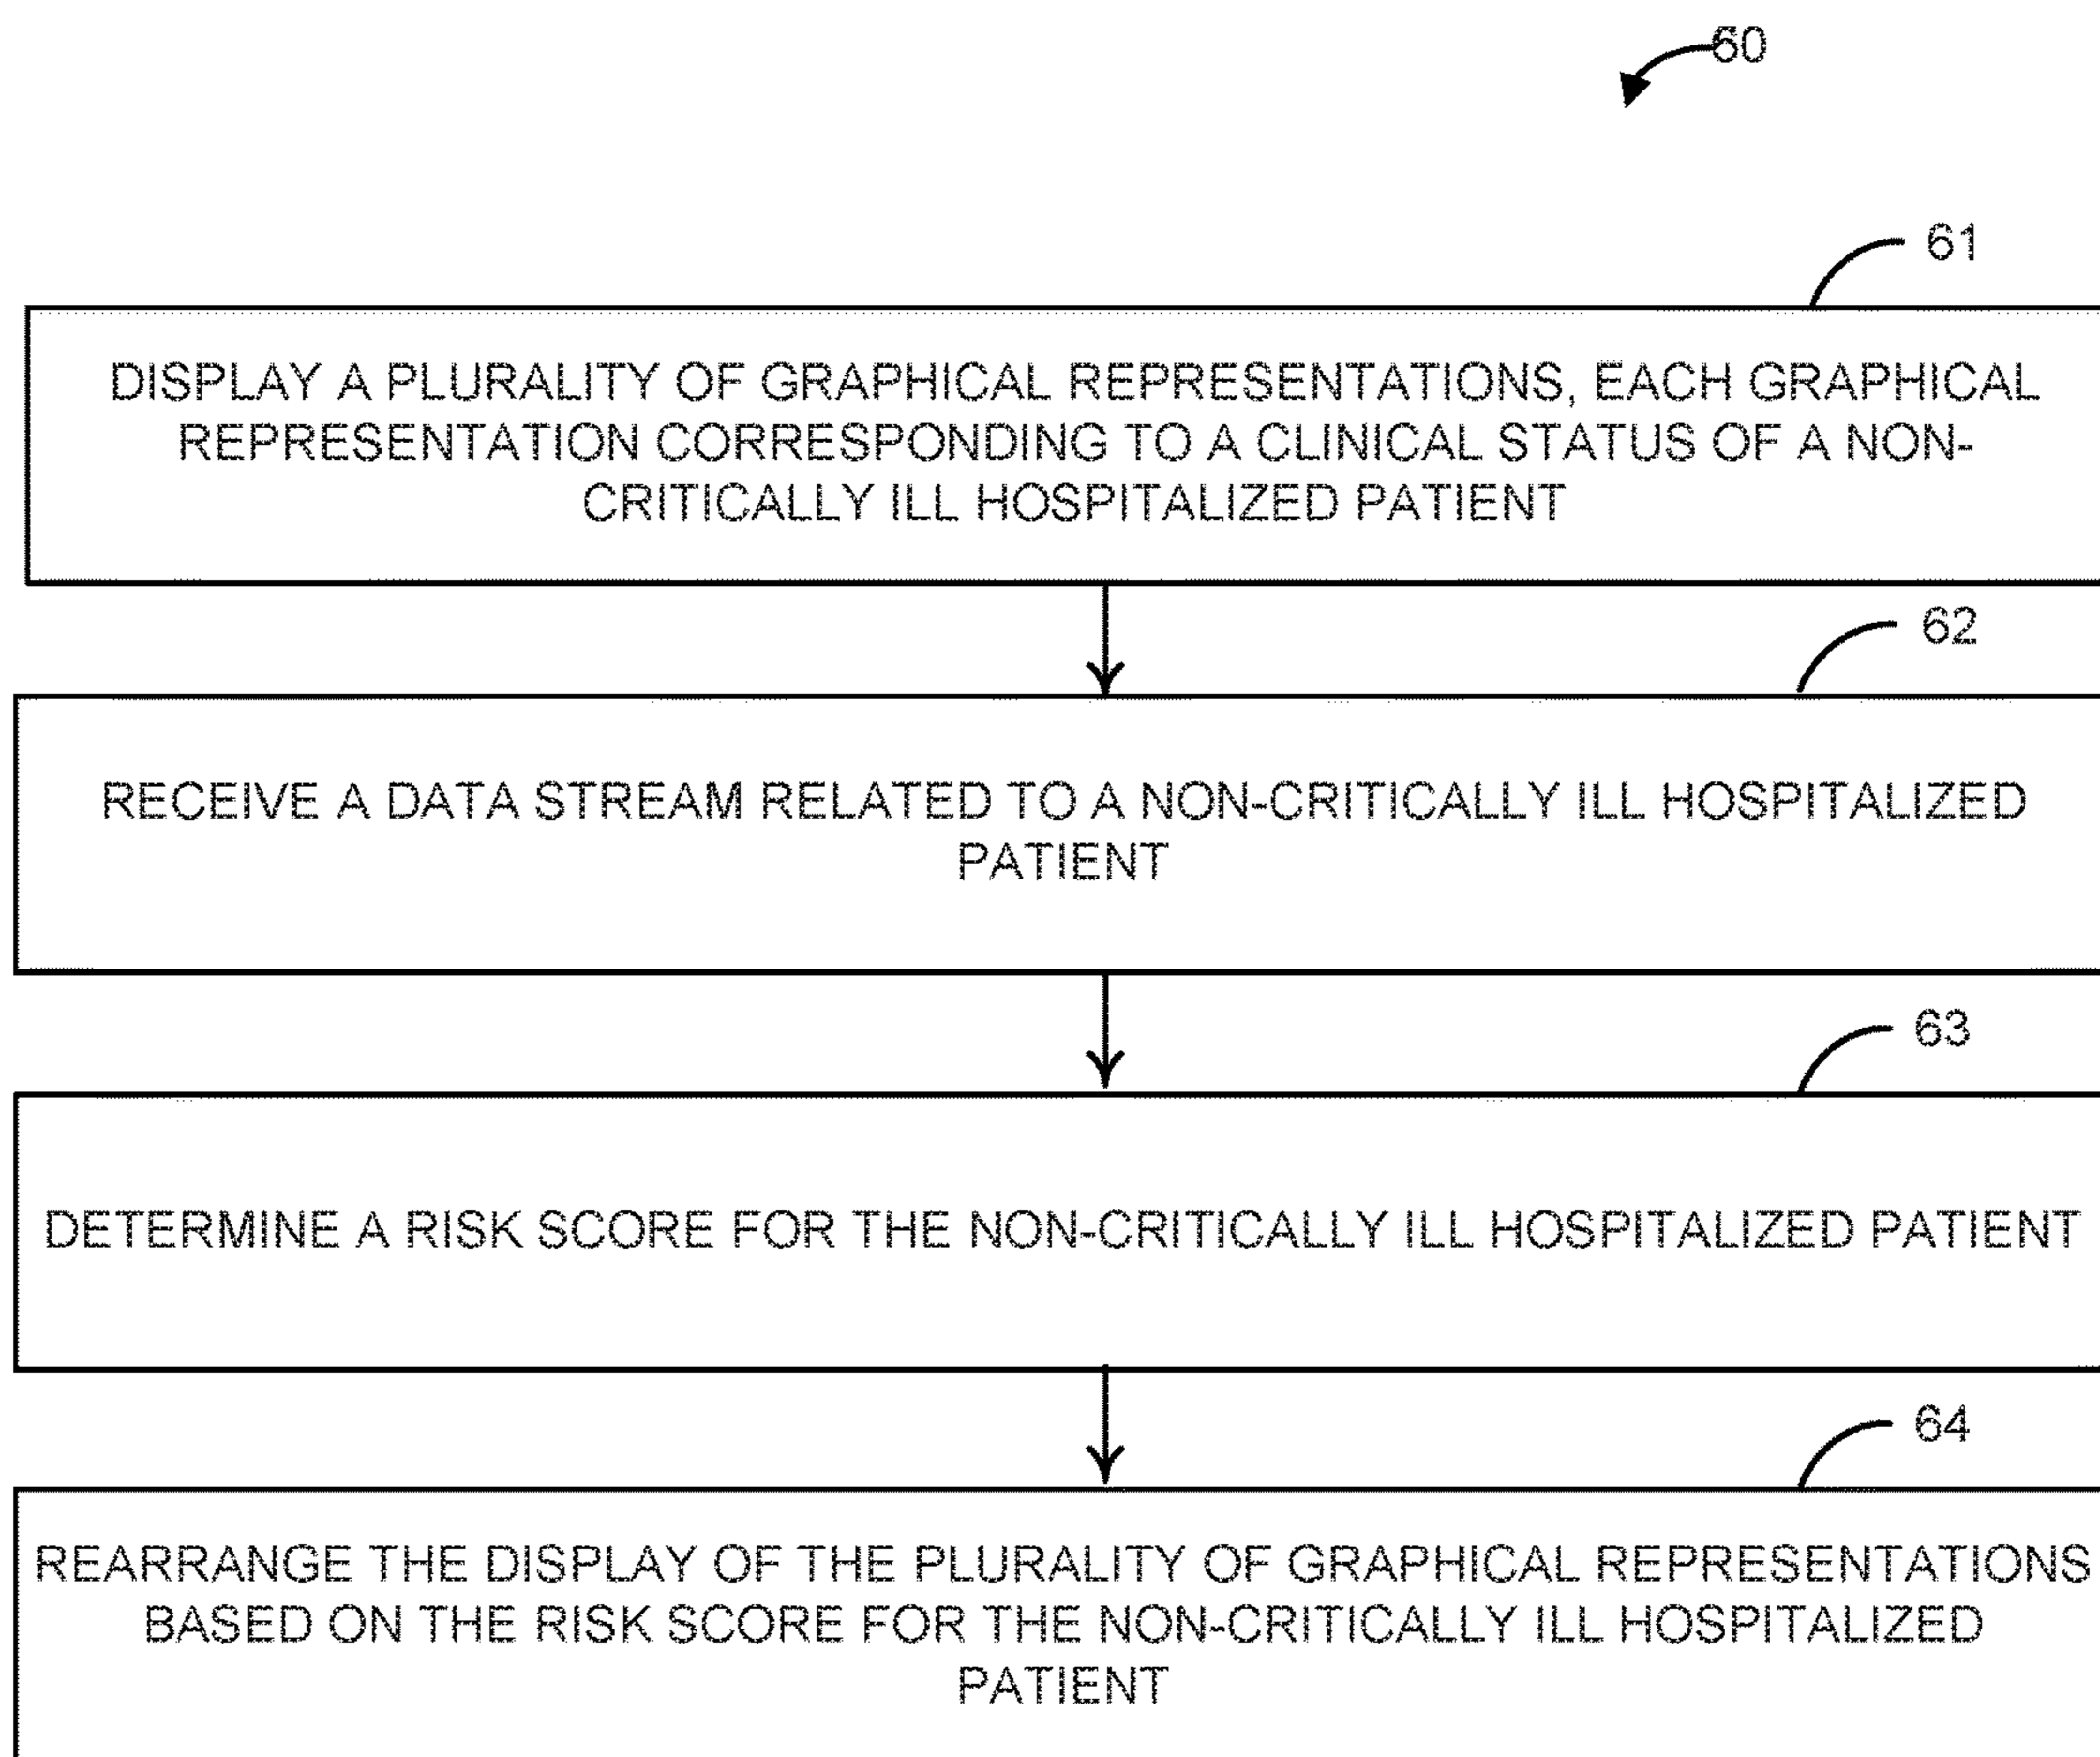 60
61
DISPLAY A PLURALITY OF GRAPHICAL REPRESENTATIONS, EACH GRAPHICAL
REPRESENTATION CORRESPONDING TO A CLINICAL STATUS OF A NON-
CRITICALLY ILL HOSPITALIZED PATIENT
62
RECEIVE A DATA STREAM RELATED TO A NON-CRITICALLY ILL HOSPITALIZED
PATIENT
63
DETERMINE A RISK SCORE FOR THE NON-CRITICALLY ILL HOSPITALIZED PATIENT
64
REARRANGE THE DISPLAY OF THE PLURALITY OF GRAPHICAL REPRESENTATIONS
BASED ON THE RISK SCORE FOR THE NON-CRITICALLY ILL HOSPITALIZED
PATIENT